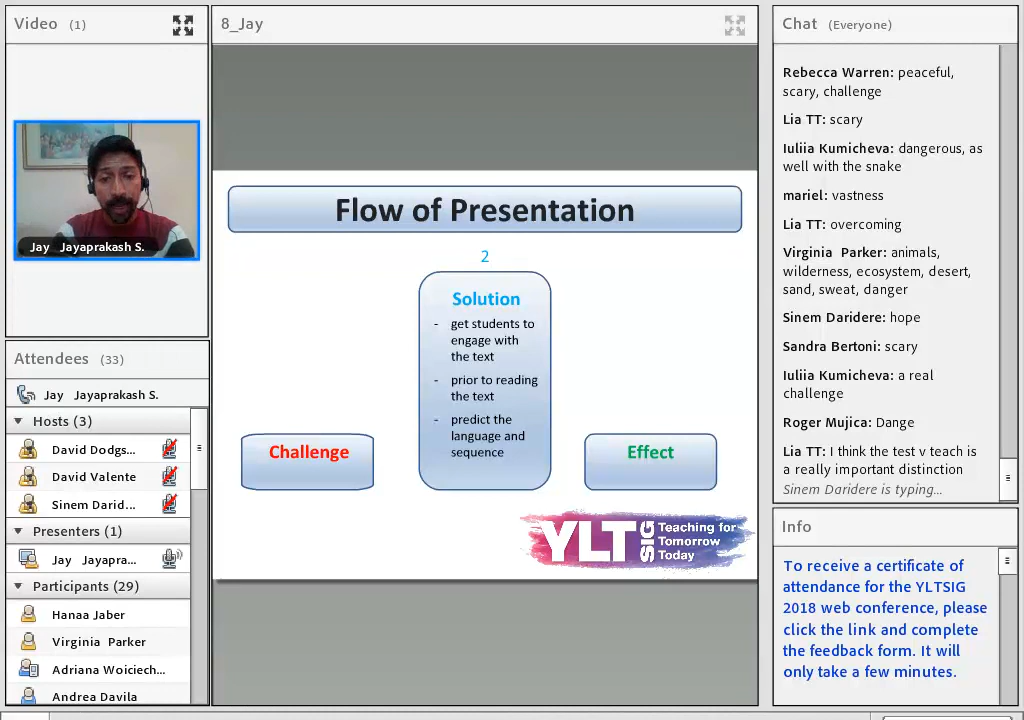 Video (1)
Jay Jayaprakash S.
Attendees (33)
Jay Jayaprakash S.
Hosts (3)
David Dodgs...
David Valente
Sinem Darid...
Presenters (1)
Jay Jayapra...
Participants (29)
Hanaa Jaber
Virginia Parker
Adriana Woiciech...
Andrea Davila
8_Jay
Flow of Presentation
2
Solution
- get students to
engage with
the text
- prior to reading
the text
- predict the
language and
sequence
Challenge
Effect
YLT SIG
Teaching for
Tomorrow
Today
Chat (Everyone)
Rebecca Warren: peaceful,
scary, challenge
Lia TT: scary
Iuliia Kumicheva: dangerous, as
well with the snake
mariel: vastness
Lia TT: overcoming
Virginia Parker: animals,
wilderness, ecosystem, desert,
sand, sweat, danger
Sinem Daridere: hope
Sandra Bertoni: scary
Iuliia Kumicheva: a real
challenge
Roger Mujica: Dange
Lia TT: I think the test v teach is
a really important distinction
Sinem Daridere is typing...
Info
To receive a certificate of
attendance for the YLTSIG
2018 web conference, please
click the link and complete
the feedback form. It will
only take a few minutes.